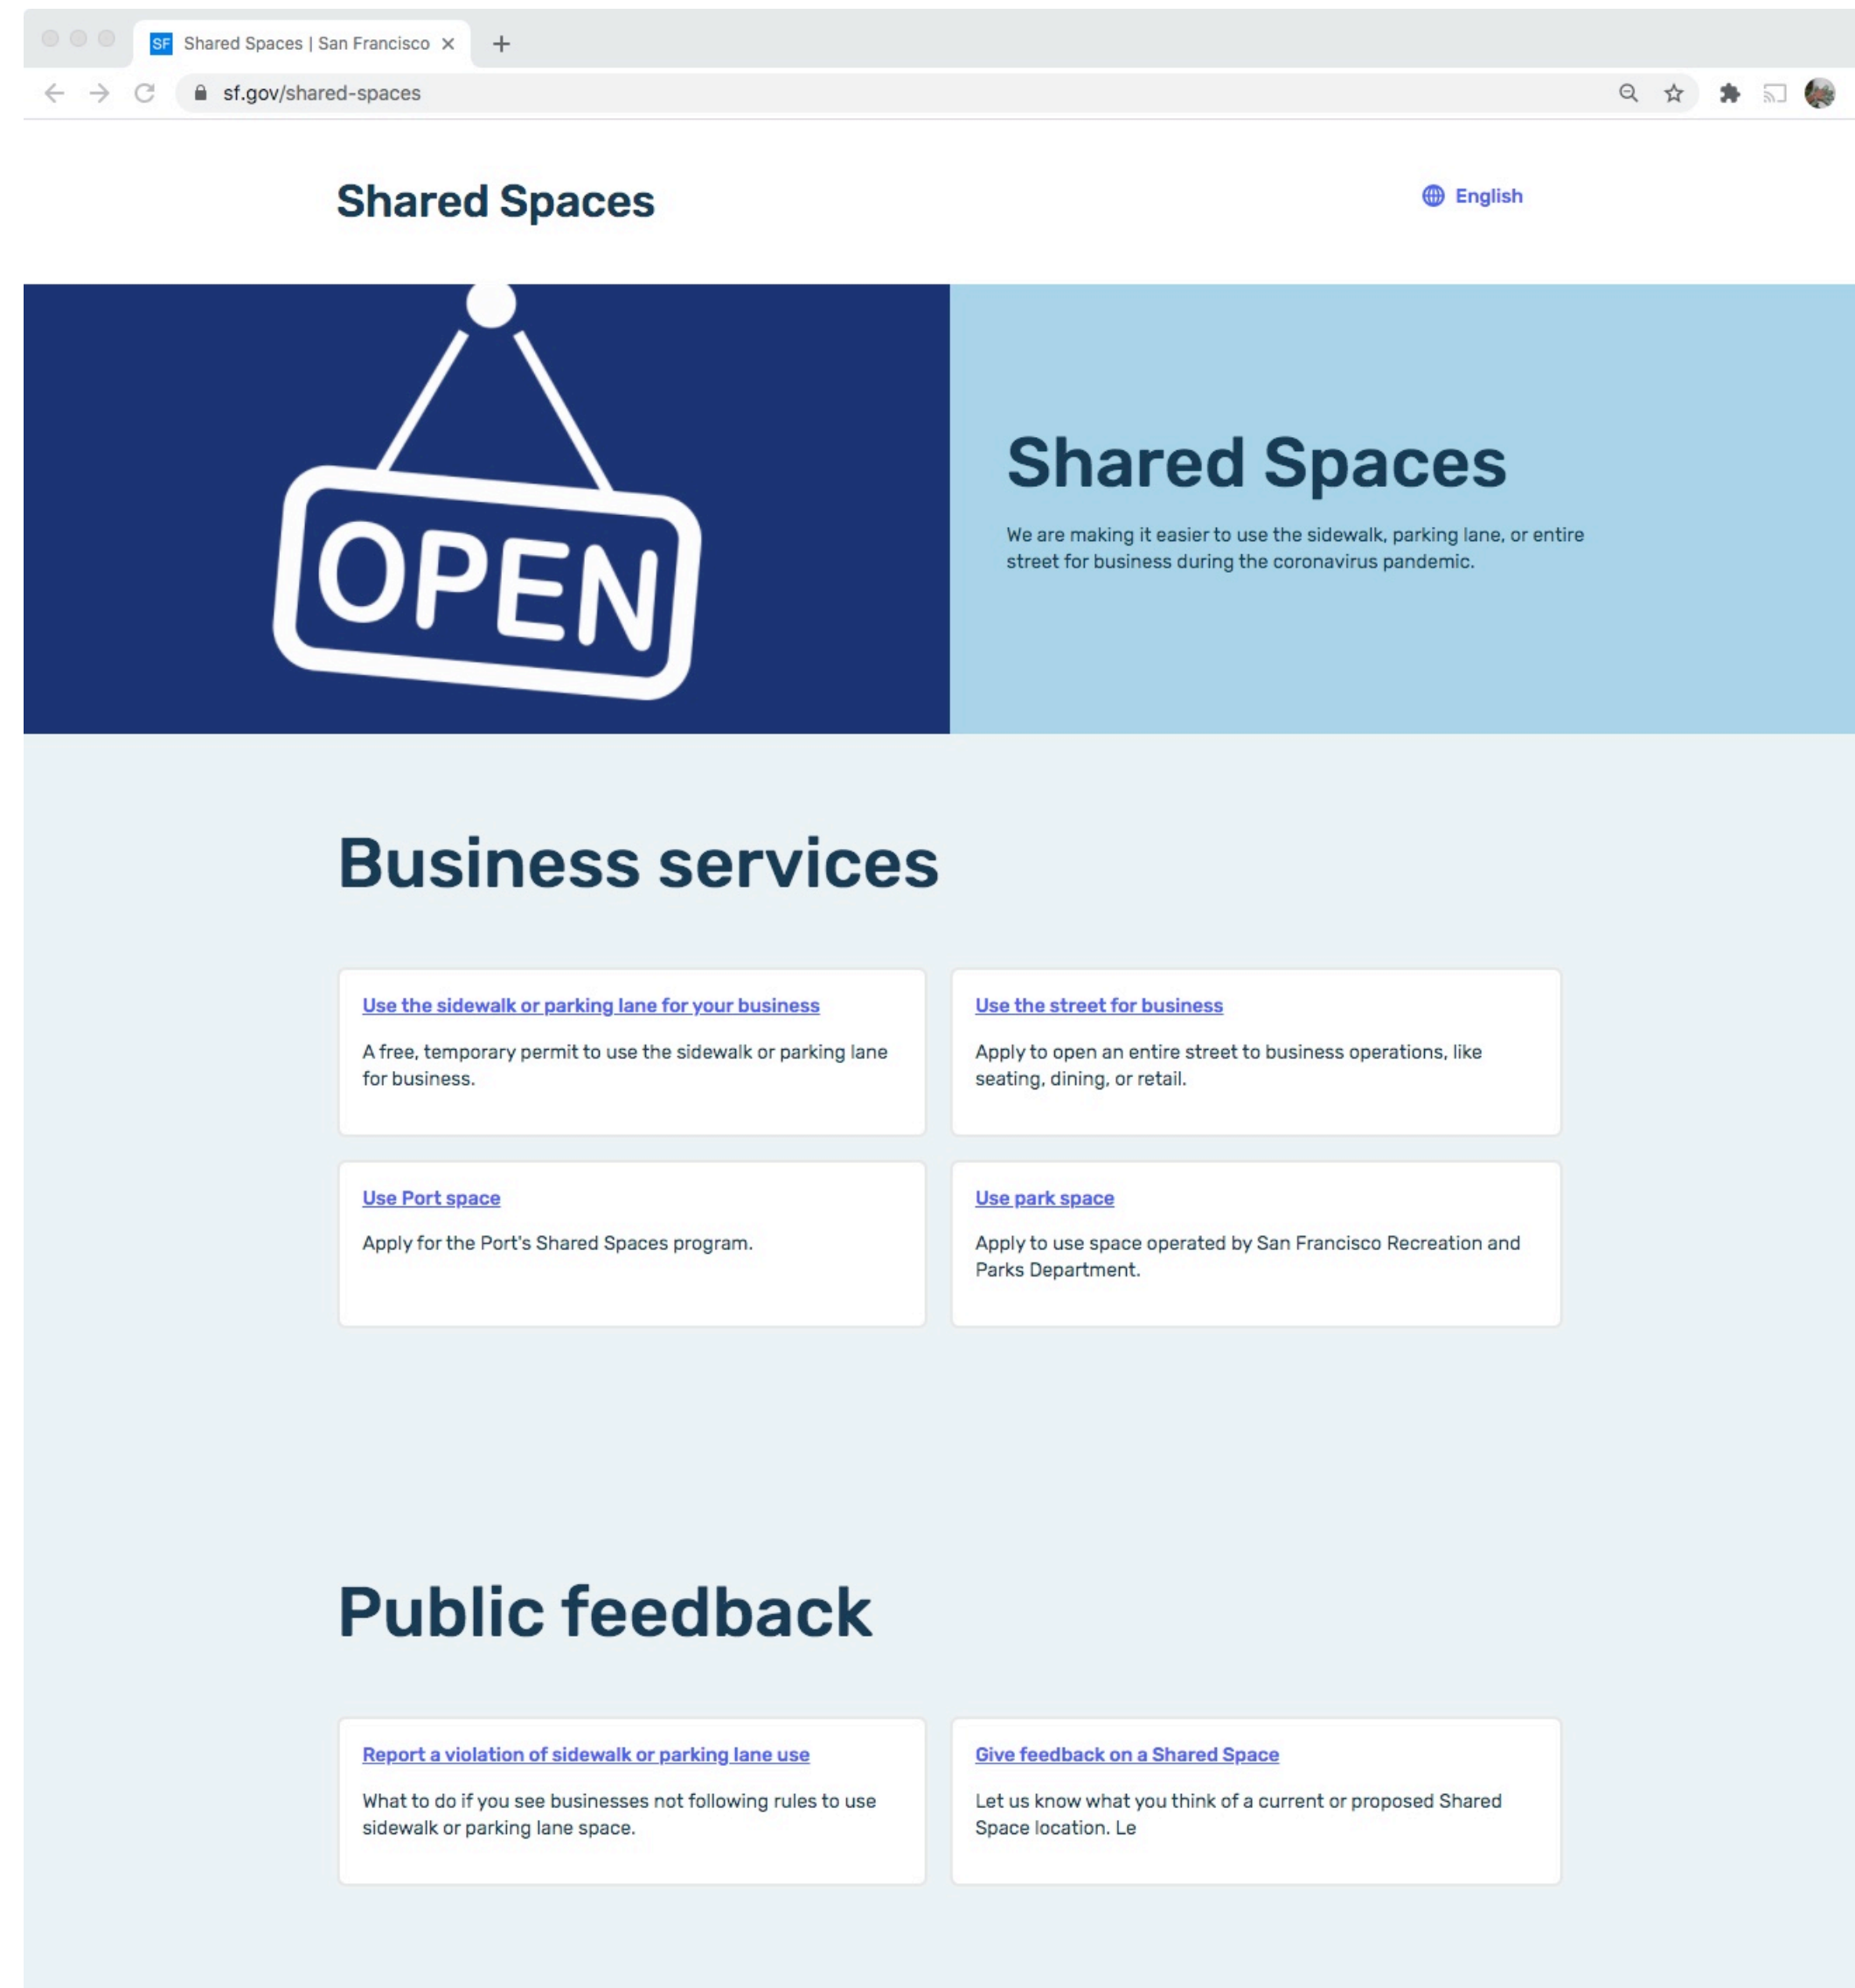 SF Shared Spaces | San Francisco
sf.gov/shared-spaces
Shared Spaces
English
OPEN
Shared Spaces
We are making it easier to use the sidewalk, parking lane, or entire
street for business during the coronavirus pandemic.
Business services
Use the sidewalk or parking lane for your business
A free, temporary permit to use the sidewalk or parking lane
for business.
Use the street for business
Apply to open an entire street to business operations, like
seating, dining, or retail.
Use Port space
Apply for the Port's Shared Spaces program.
Use park space
Apply to use space operated by San Francisco Recreation and
Parks Department.
Public feedback
Report a violation of sidewalk or parking lane use
What to do if you see businesses not following rules to use
sidewalk or parking lane space.
Give feedback on a Shared Space
Let us know what you think of a current or proposed Shared
Space location. Le